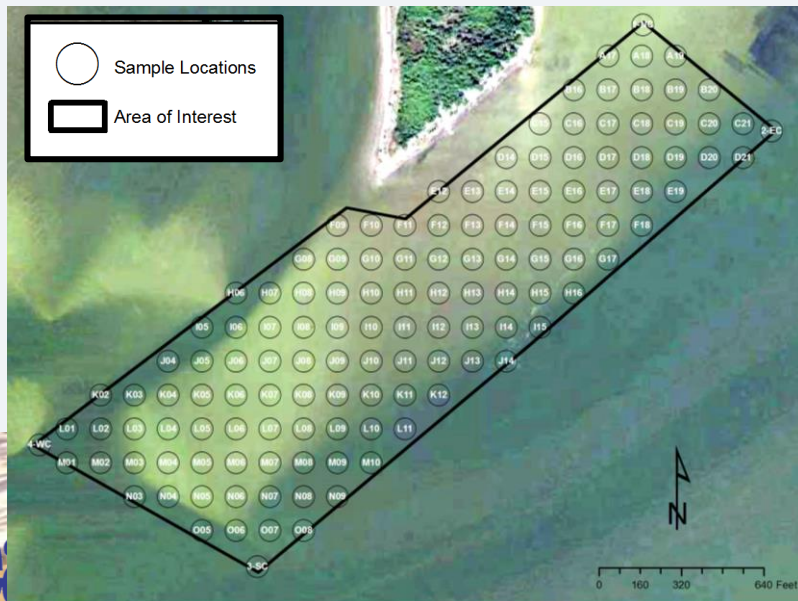 Sample Locations
Area of Interest
A17 A18 A19
B16 B17 B18 B19 B20
C15 C16 C17 C18 C19 C20 C21
2-EC
D14 D15 D16 D17 D18 D19 D20 D21
E12 E13 E14 E15 E16 E17 E18 E19
F09 F10 F11 F12 F13 F14 F15 F16 F17 F18
G08 G09 G10 G11 G12 G13 G14 G15 G16 G17
H06 H07 H08 H09 H10 H11 H12 H13 H14 H15 H16
I05 I06 I07 I08 I09 I10 I11 I12 I13 I14 I15
J04 J05 J06 J07 J08 J09 J10 J11 J12 J13 J14
K02 K03 K04 K05 K06 K07 K08 K09 K10 K11 K12
L01 L02 L03 L04 L05 L06 L07 L08 L09 L10 L11
4-WC
M01 M02 M03 M04 M05 M06 M07 M08 M09 M10
N03 N04 N05 N06 N07 N08 N09
O05 O06 O07 O08
3-SC
N
0 160 320 640 Feet